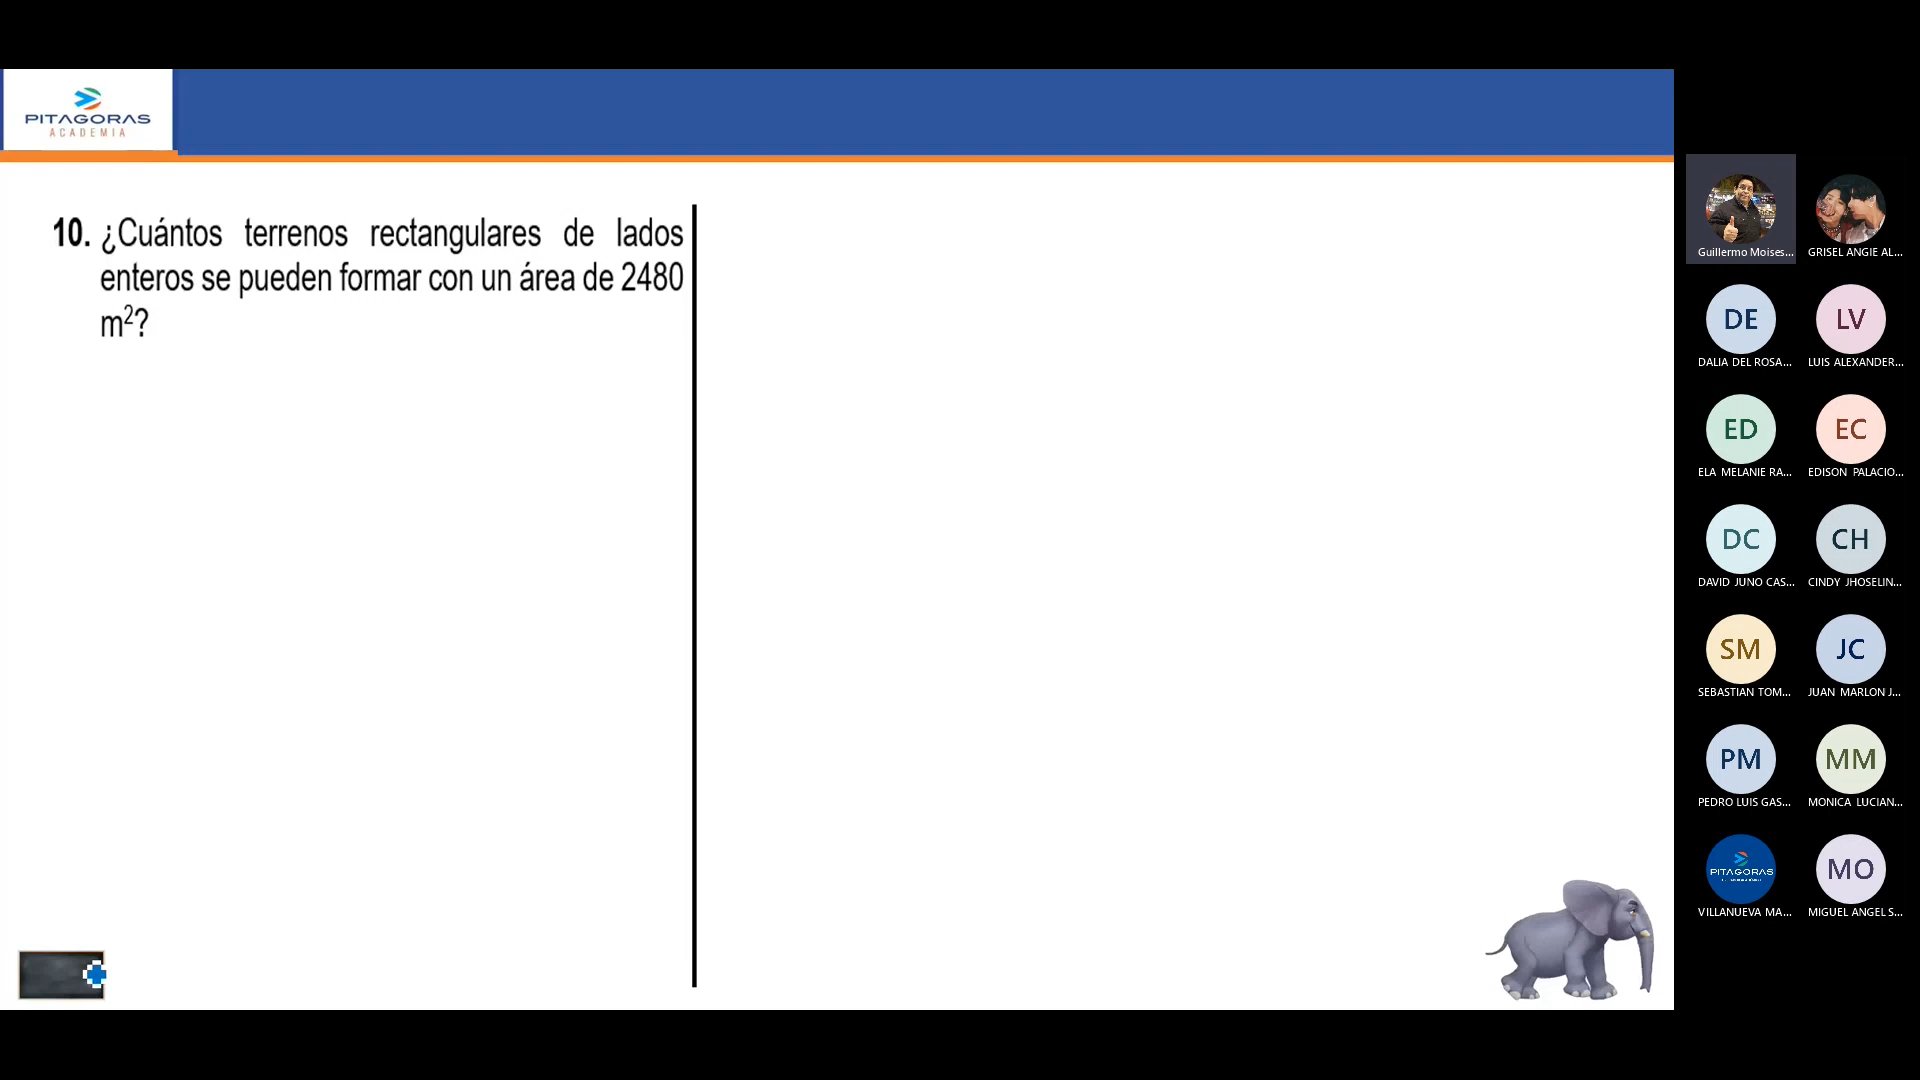 PITAGORAS
ACADEMIA
10. ¿Cuántos terrenos rectangulares de lados
enteros se pueden formar con un área de 2480
m²?
Guillermo Moises...
GRISEL ANGIE AL...
DE
LV
DALIA DEL ROSA...
LUIS ALEXANDER...
ED
EC
ELA MELANIE RA...
EDISON PALACIO...
DC
CH
DAVID JUNO CAS...
CINDY JHOSELIN...
SM
JC
SEBASTIAN TOM...
JUAN MARLON J...
PM
MM
PEDRO LUIS GAS...
MONICA LUCIAN...
PITAGORAS
MO
VILLANUEVA MA...
MIGUEL ANGEL S...